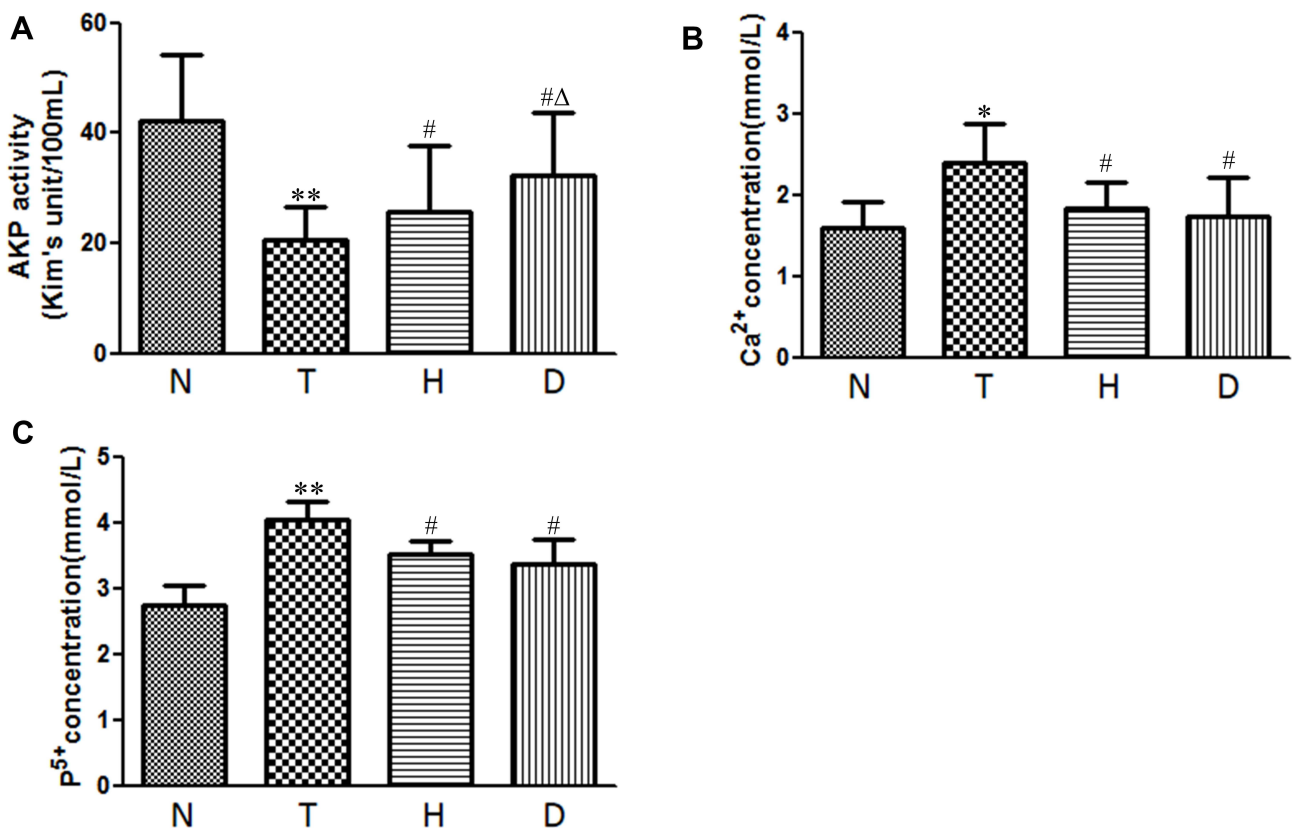 A
AKP activity
(Kim's unit/100mL)
60
40
20
0
**
#
#Δ
N T H D
B
Ca2+concentration(mmol/L)
4
3
2
1
0
*
#
#
N T H D
C
P5+concentration(mmol/L)
5
4
3
2
1
0
**
#
#
N T H D